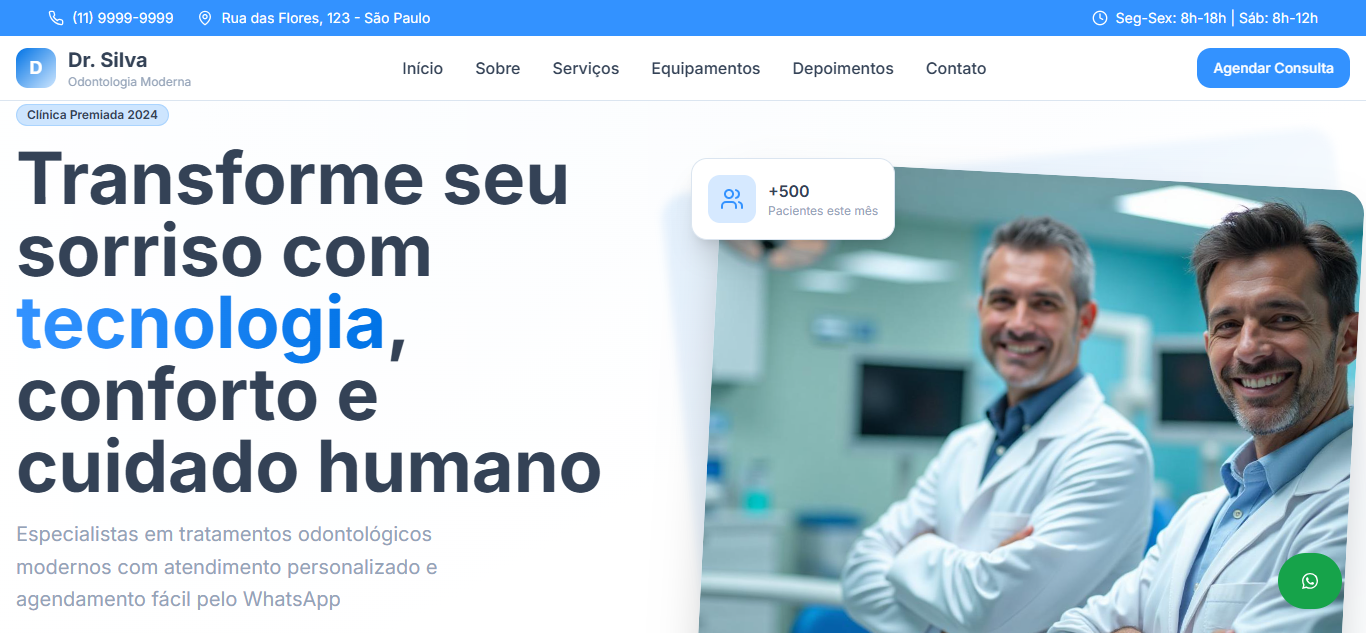 (11) 9999-9999
Rua das Flores, 123 - São Paulo
Seg-Sex: 8h-18h | Sáb: 8h-12h
D
Dr. Silva
Odontologia Moderna
Início
Sobre
Serviços
Equipamentos
Depoimentos
Contato
Agendar Consulta
Clínica Premiada 2024
Transforme seu
sorriso com
tecnologia,
conforto e
cuidado humano
Especialistas em tratamentos odontológicos
modernos com atendimento personalizado e
agendamento fácil pelo WhatsApp
+500
Pacientes este mês